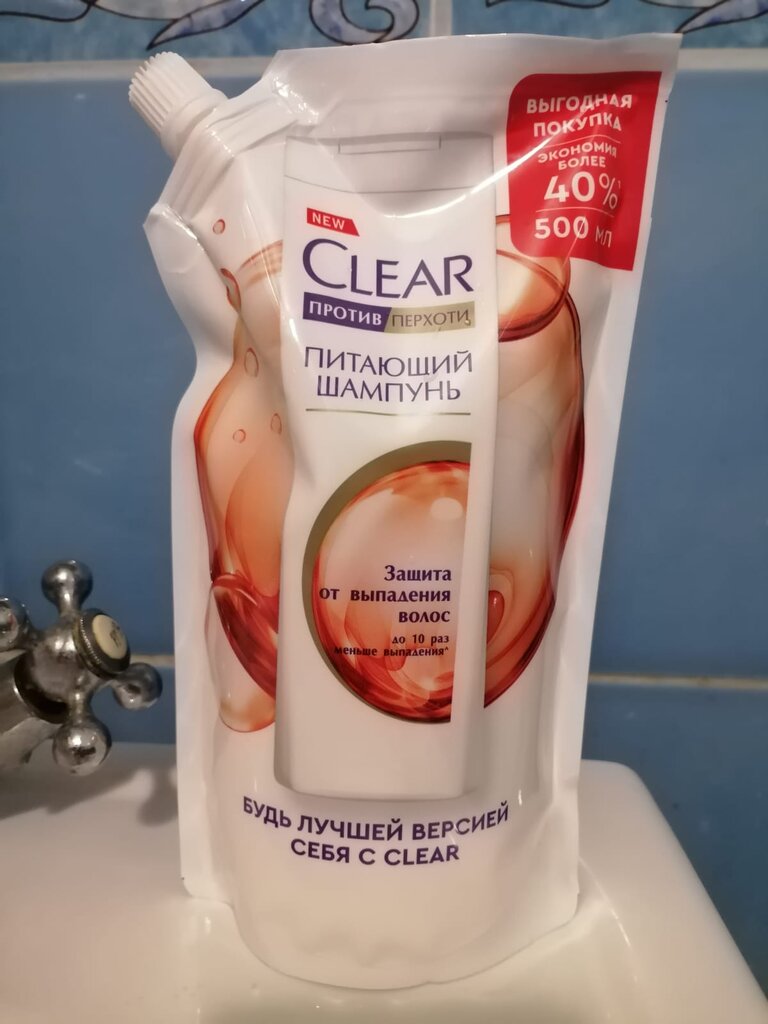 ВЫГОДНАЯ
ПОКУПКА
ЭКОНОМИЯ
БОЛЕЕ
40%
500 МЛ
NEW
CLEAR
ПРОТИВ ПЕРХОТИ
ПИТАЮЩИЙ
ШАМПУНЬ
Защита
от выпадения
волос
до 10 раз
меньше выпадения^
БУДЬ ЛУЧШЕЙ ВЕРСИЕЙ
СЕБЯ С CLEAR